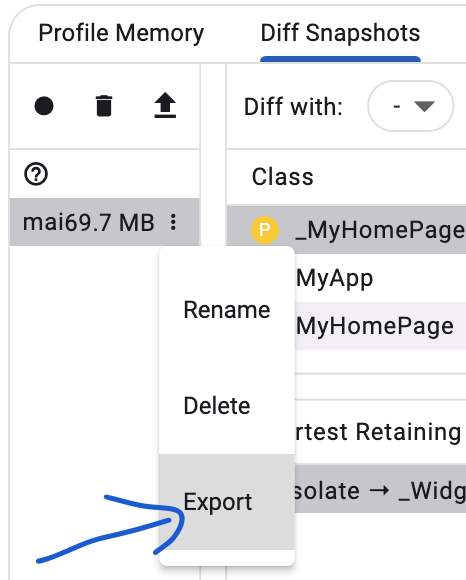 Profile Memory Diff Snapshots
Diff with: -
Class
mai69.7 MB
P _MyHomePage
MyApp
MyHomePage
Rename
Delete
Export
rtest Retaining
solate → _Widg